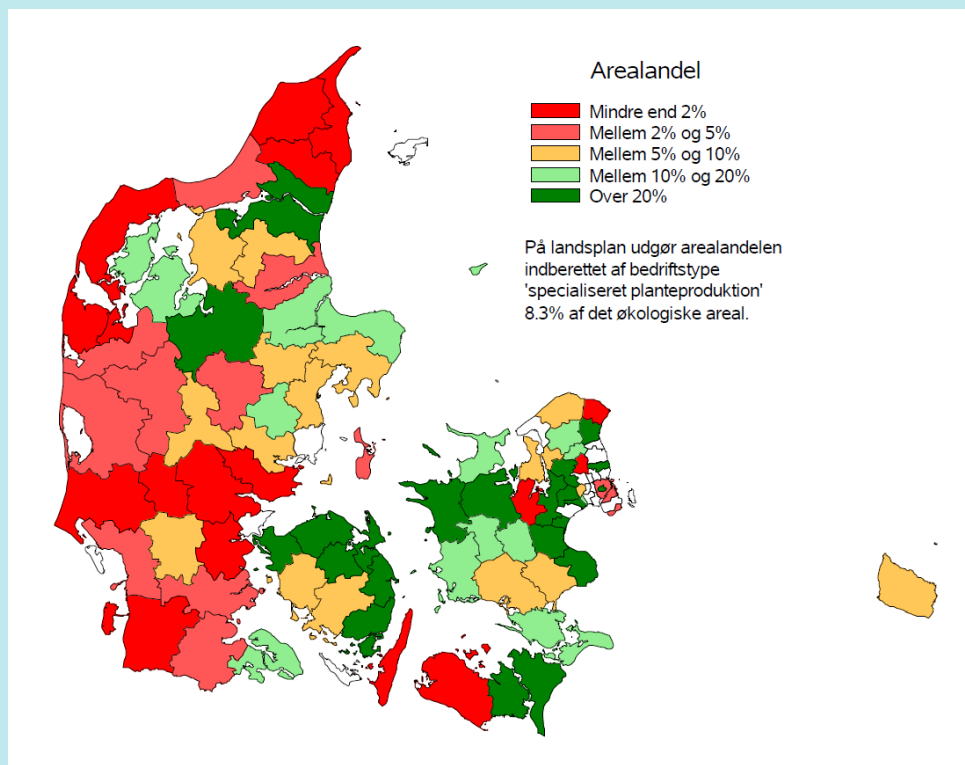 Arealandel
Mindre end 2%
Mellem 2% og 5%
Mellem 5% og 10%
Mellem 10% og 20%
Over 20%
På landsplan udgør arealandelen
indberettet af bedriftstype
'specialiseret planteproduktion'
8.3% af det økologiske areal.